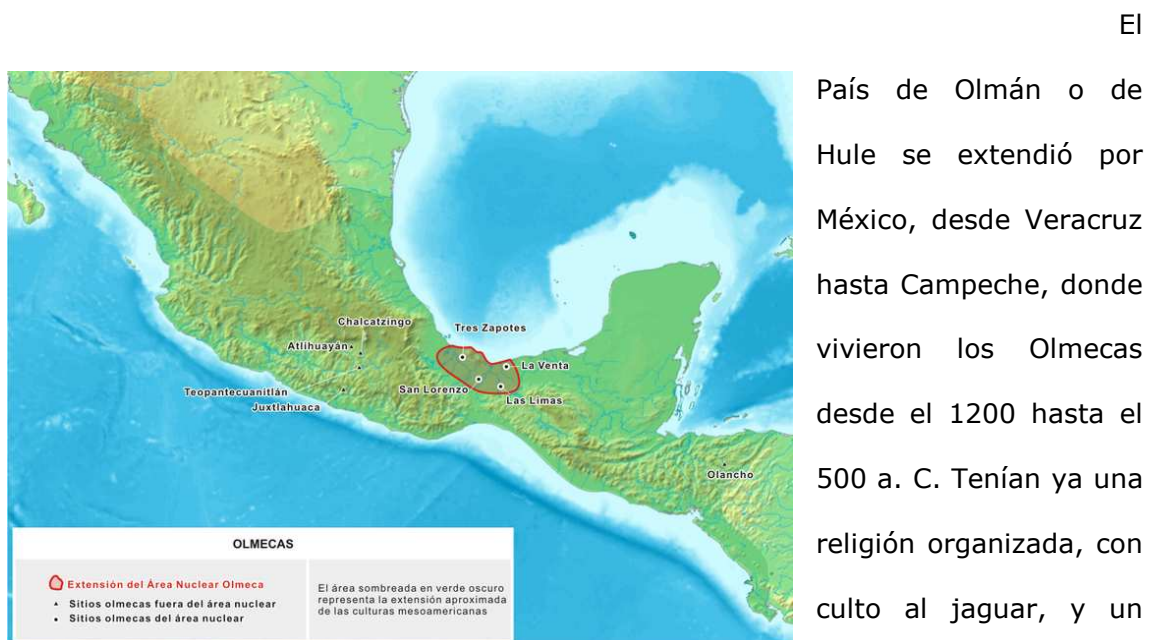 El
País de Olmán o de
Hule se extendió por
México, desde Veracruz
hasta Campeche, donde
vivieron los Olmecas
desde el 1200 hasta el
500 a. C. Tenían ya una
religión organizada, con
culto al jaguar, y un
Chalcatzingo
Tres Zapotes
Atlihuayán
La Venta
Teopantecuanitlán
San Lorenzo
Las Limas
Juxtlahuaca
Olancho
OLMECAS
Extensión del Área Nuclear Olmeca
Sitios olmecas fuera del área nuclear
Sitios olmecas del área nuclear
El área sombreada en verde oscuro
representa la extensión aproximada
de las culturas mesoamericanas